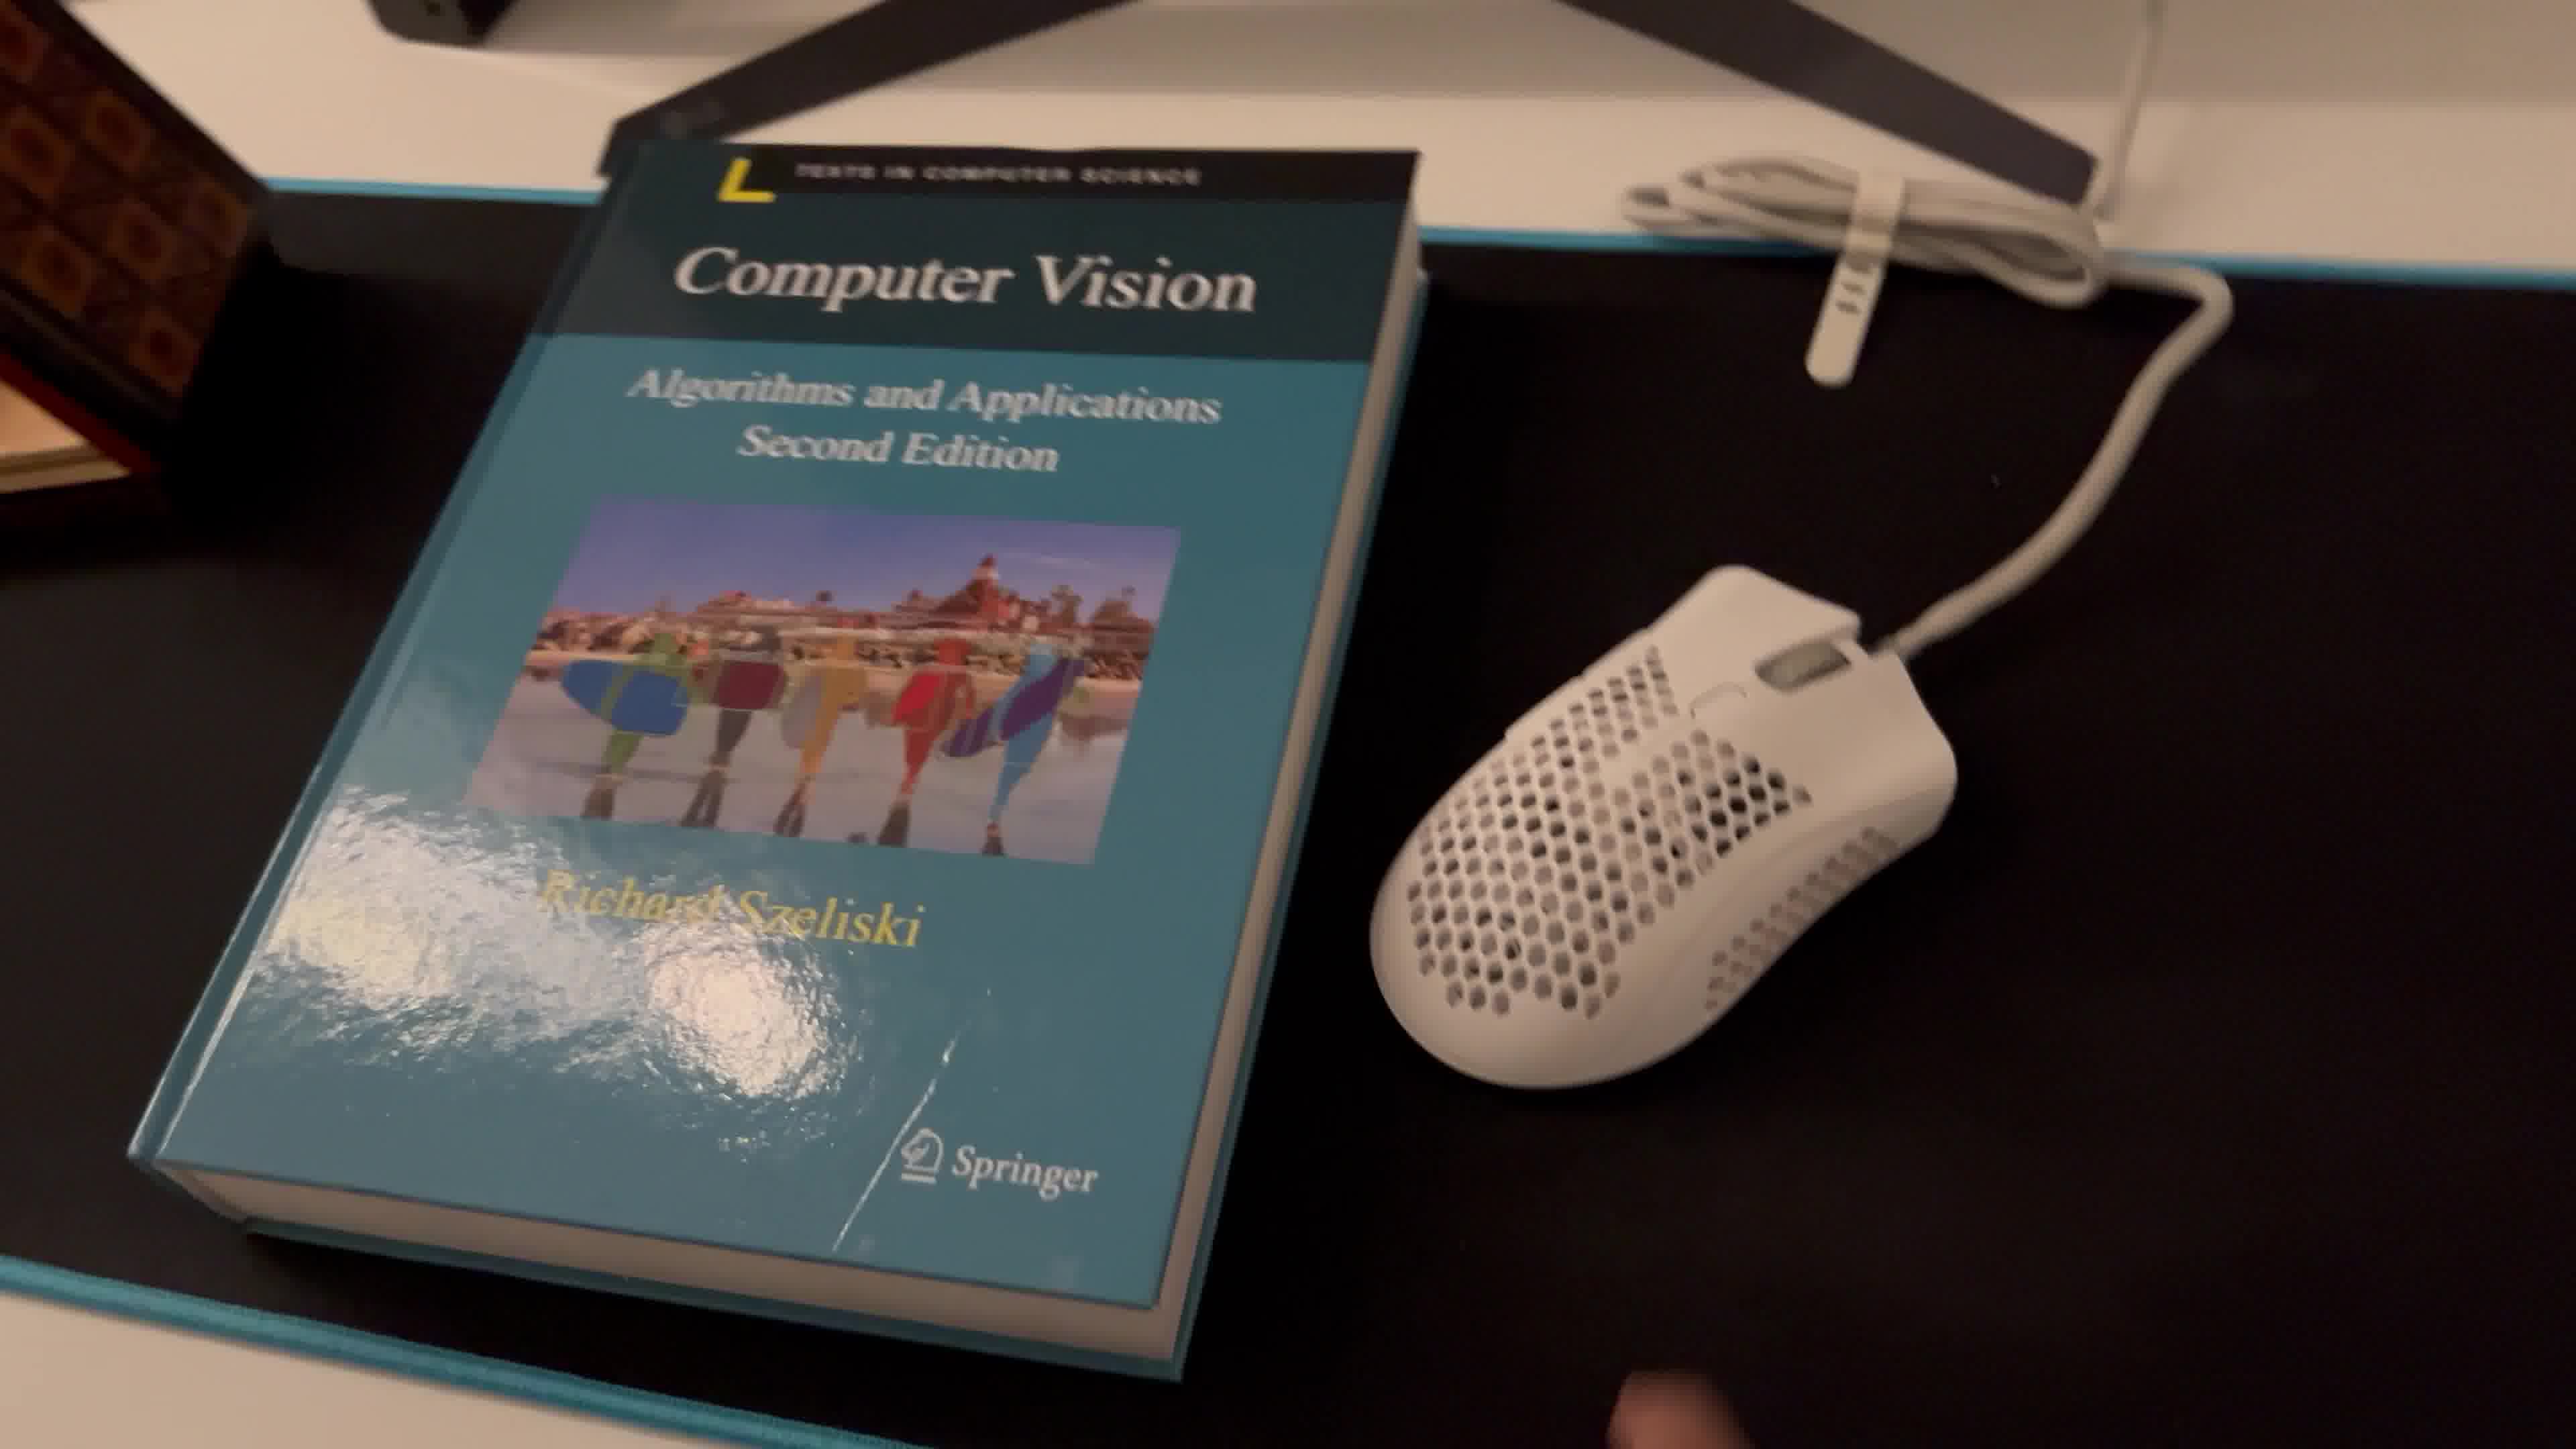 TEXTS IN COMPUTER SCIENCE
Computer Vision
Algorithms and Applications
Second Edition
Richard Szeliski
Springer